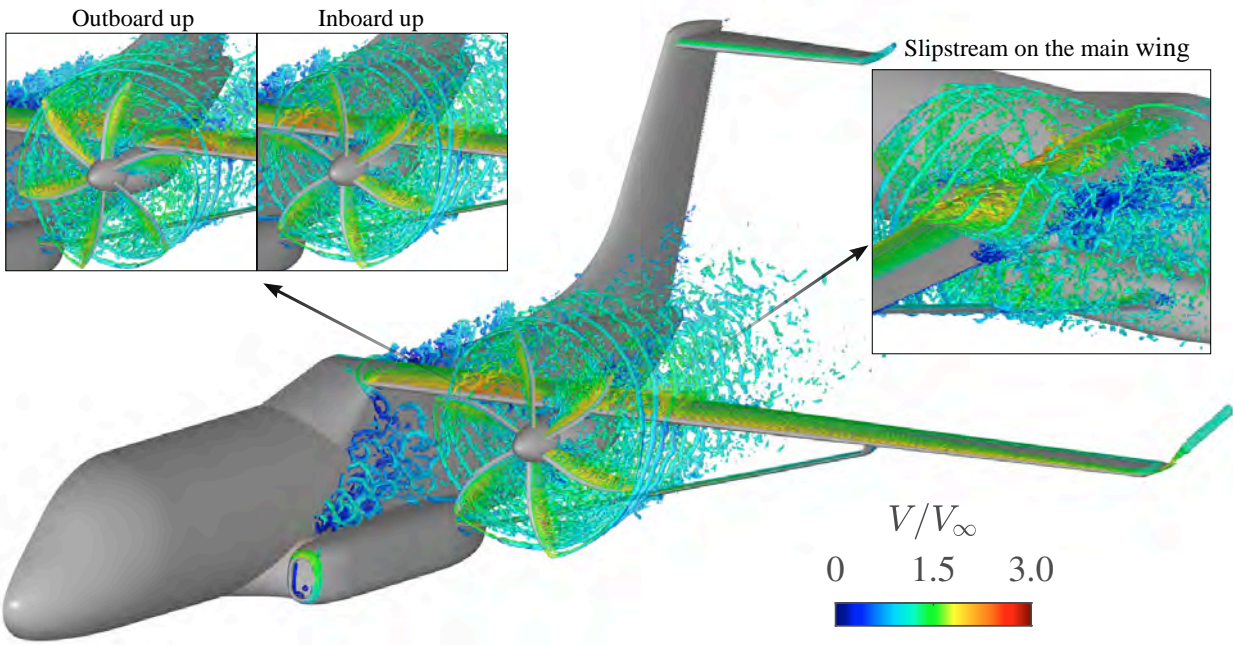 Outboard up
Inboard up
Slipstream on the main wing
V/V∞
0 1.5 3.0